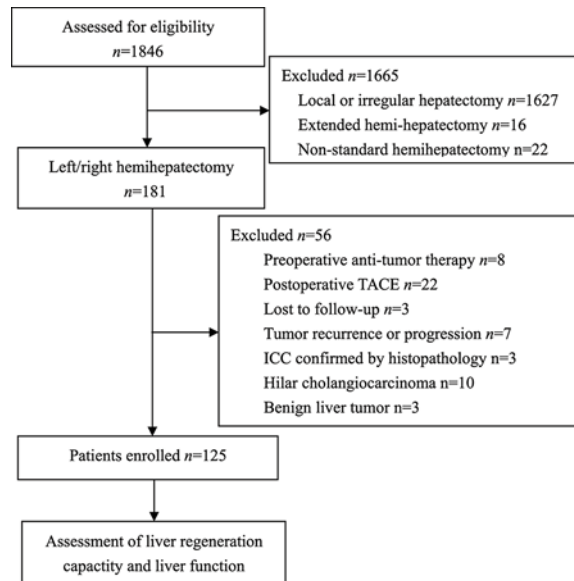 Assessed for eligibility
n=1846
Excluded n=1665
Local or irregular hepatectomy n=1627
Extended hemi-hepatectomy n=16
Non-standard hemihepatectomy n=22
Left/right hemihepatectomy
n=181
Excluded n=56
Preoperative anti-tumor therapy n=8
Postoperative TACE n=22
Lost to follow-up n=3
Tumor recurrence or progression n=7
ICC confirmed by histopathology n=3
Hilar cholangiocarcinoma n=10
Benign liver tumor n=3
Patients enrolled n=125
Assessment of liver regeneration
capactity and liver function